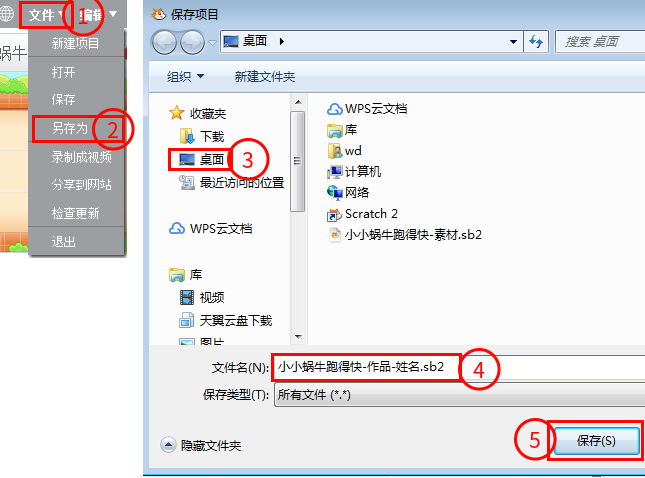 文件 编辑
1
新建项目
蜗牛
打开
保存
另存为
2
录制成视频
分享到网站
检查更新
退出
保存项目
桌面
搜索 桌面
组织 新建文件夹
收藏夹
下载
桌面
3
最近访问的位置
WPS云文档
库
视频
天翼云盘下载
图片
WPS云文档
库
wd
计算机
网络
Scratch 2
小小蜗牛跑得快-素材.sb2
文件名(N): 小小蜗牛跑得快-作品-姓名.sb2
4
保存类型(T): 所有文件 (*.*)
隐藏文件夹
5
保存(S)